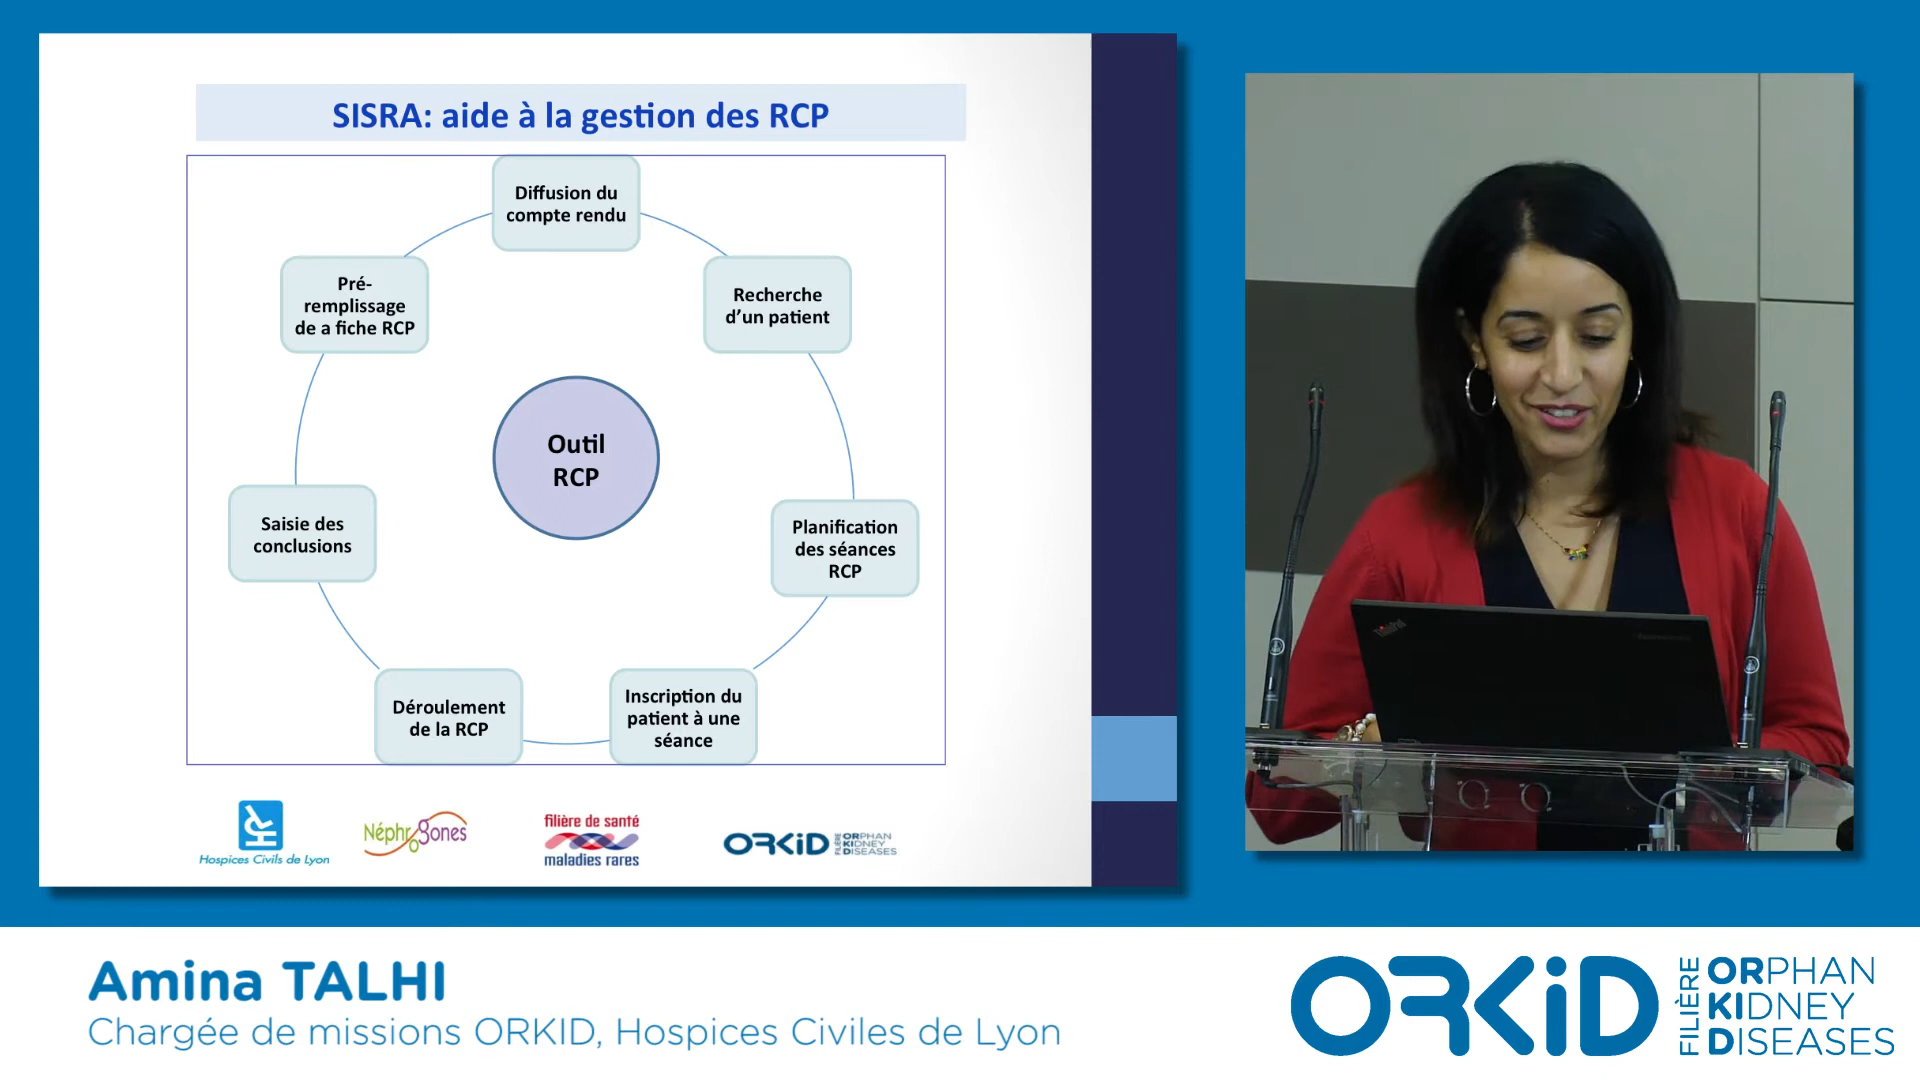 SISRA: aide à la gestion des RCP
Diffusion du
compte rendu
Pré-
remplissage
de a fiche RCP
Recherche
d’un patient
Outil
RCP
Saisie des
conclusions
Planification
des séances
RCP
Déroulement
de la RCP
Inscription du
patient à une
séance
Hospices Civils de Lyon
Néphrogones
filière de santé
maladies rares
ORKiD
FILIÈRE
ORPHAN
KIDNEY
DISEASES
ThinkPad
Amina TALHI
Chargée de missions ORKID, Hospices Civiles de Lyon
ORKiD
FILIÈRE
ORPHAN
KIDNEY
DISEASES